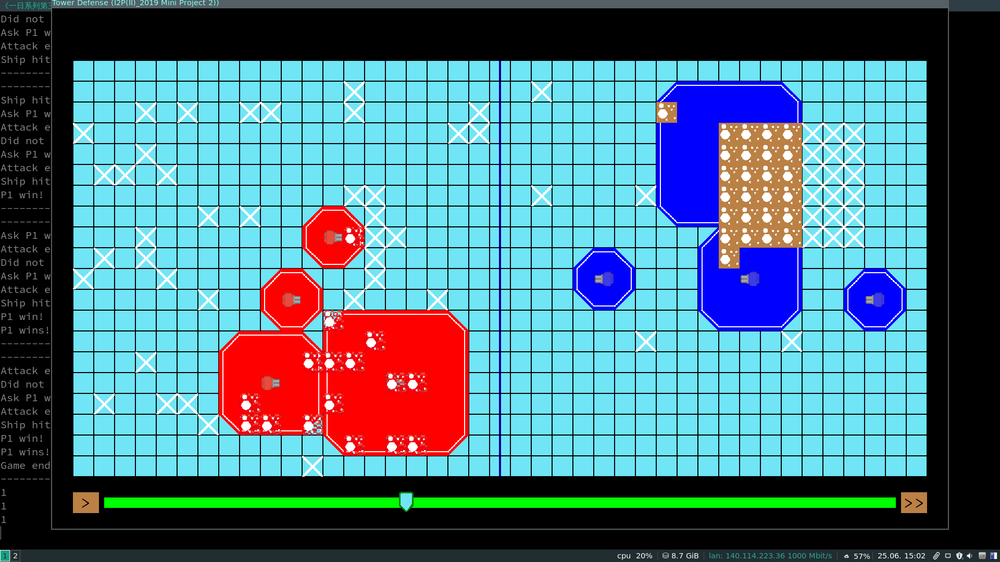 《一日系列第三
Tower Defense (I2P(II)_2019 Mini Project 2))
Did not
Ask P1 w
Attack e
Ship hit
--------
--------
Ship hit
Ask P1 w
Attack e
Did not
Ask P1 w
Attack e
Ship hit
P1 win!
--------
--------
Ask P1 w
Attack e
Did not
Ask P1 w
Attack e
Ship hit
P1 win!
P1 wins!
--------
--------
Attack e
Did not
Ask P1 w
Attack e
Ship hit
P1 win!
P1 wins!
Game end
--------
1
1
1
>
>>
1 2
cpu 20% 8.7 GiB lan: 140.114.223.36 1000 Mbit/s 57% 25.06. 15:02